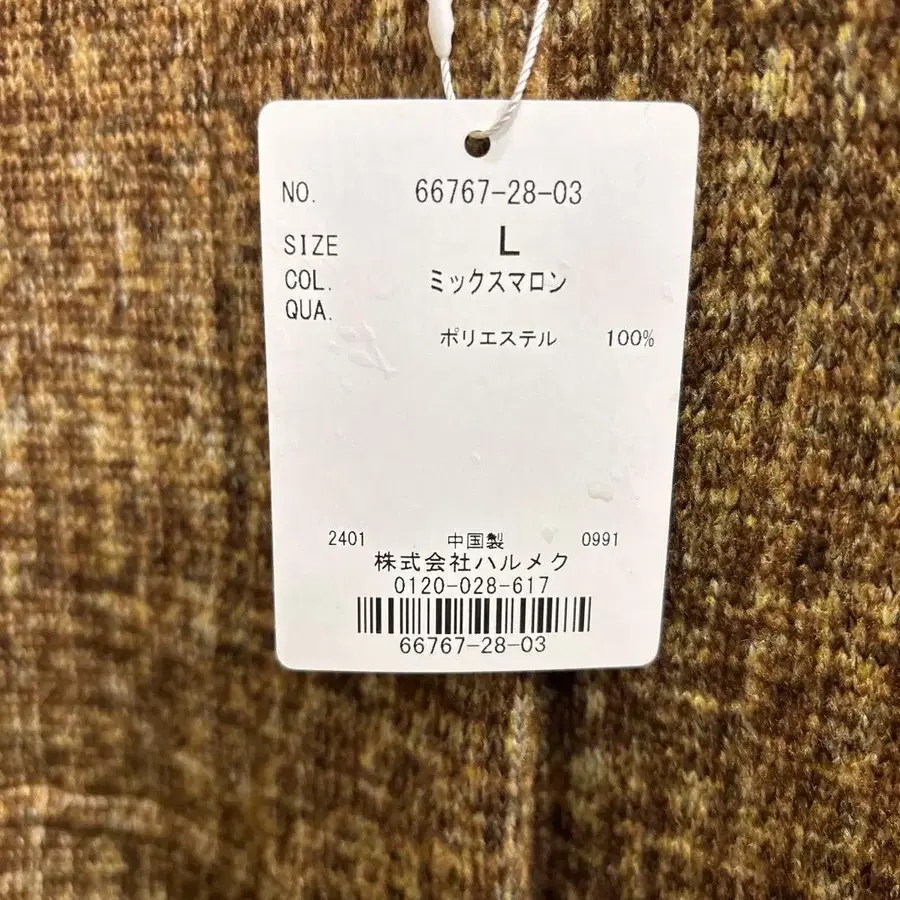 NO. 66767-28-03
SIZE L
COL. ミックスマロン
QUA.
ポリエステル 100%
2401 中国製 0991
株式会社ハルメク
0120-028-617
66767-28-03